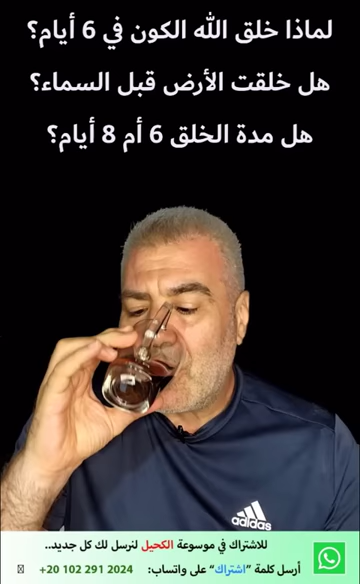 لماذا خلق الله الكون في 6 أيام؟
هل خلقت الأرض قبل السماء؟
هل مدة الخلق 6 أم 8 أيام؟
adidas
للاشتراك في موسوعة الكحيل لنرسل لك كل جديد..
أرسل كلمة "اشتراك" على واتساب: +20 102 291 2024